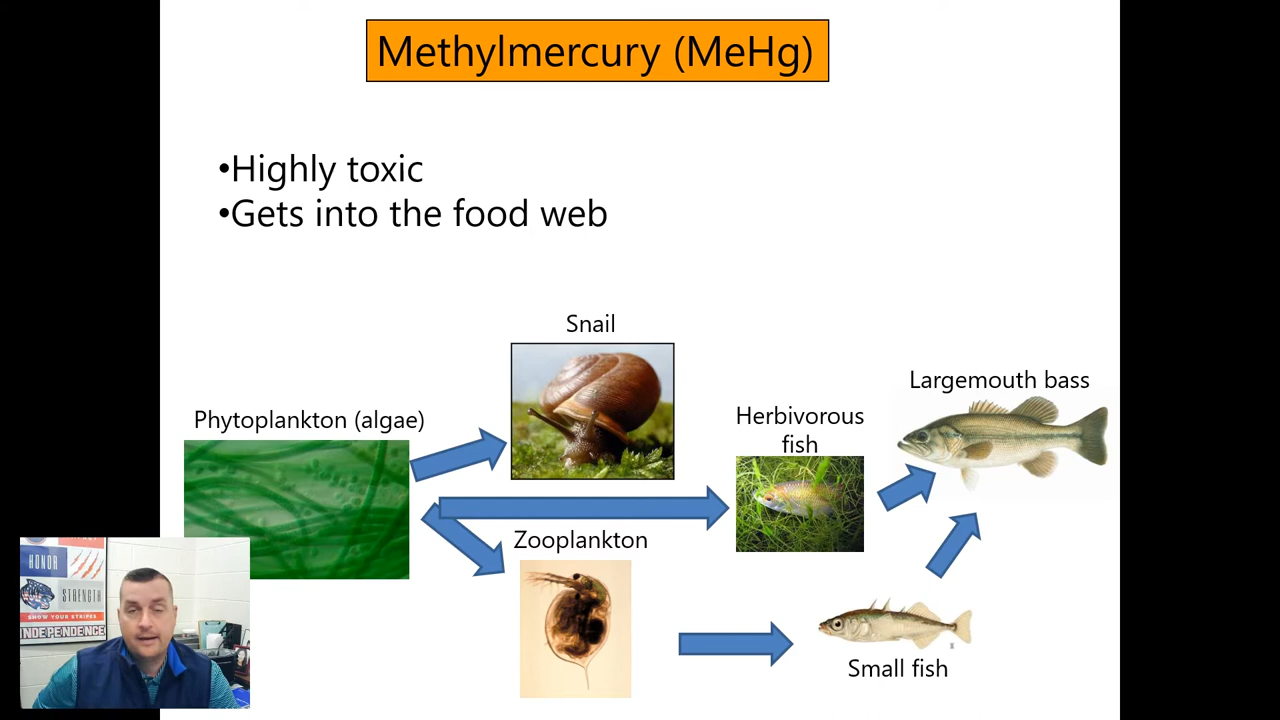 Methylmercury (MeHg)
•Highly toxic
•Gets into the food web
Snail
Largemouth bass
Phytoplankton (algae)
Herbivorous
fish
Zooplankton
Small fish
HONOR
STRENGTH
SHOW YOUR STRIPES
INDEPENDENCE